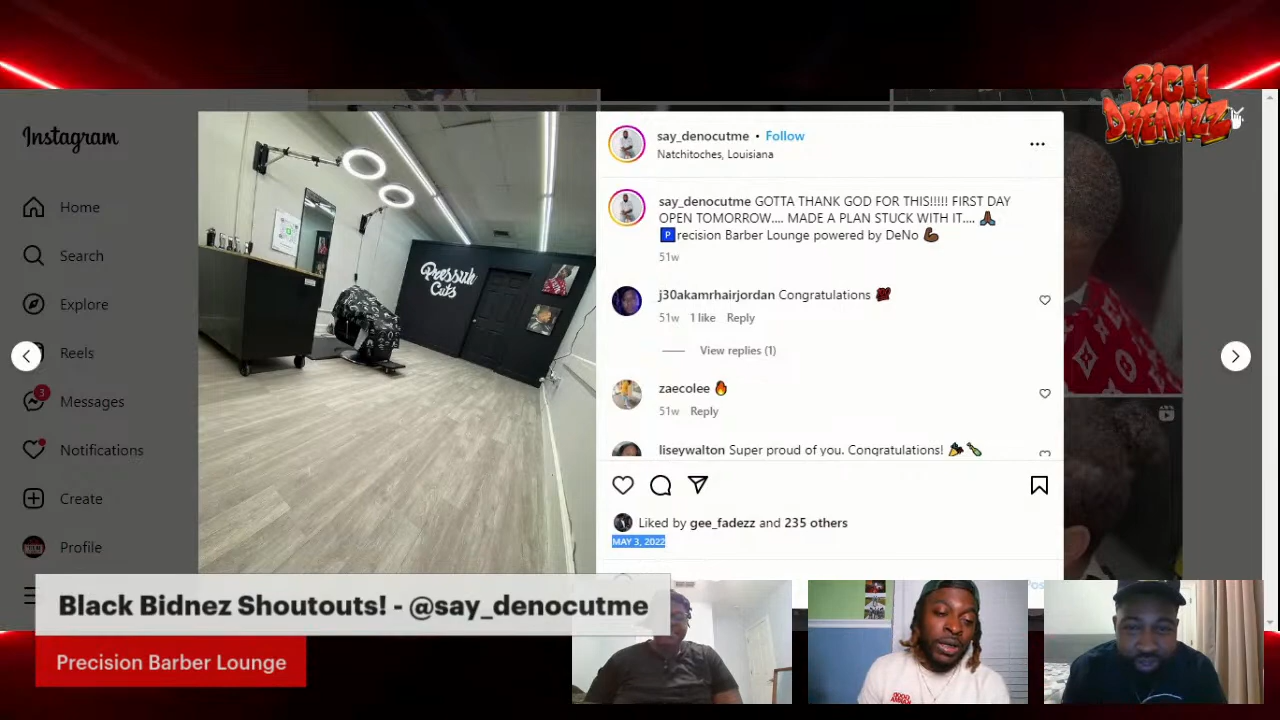 RICH
DREAMZZ
Instagram
Home
Search
Explore
Reels
3
Messages
Notifications
Create
Profile
Pressuh
Cuts
say_denocutme • Follow
Natchitoches, Louisiana
say_denocutme GOTTA THANK GOD FOR THIS!!!!! FIRST DAY
OPEN TOMORROW.... MADE A PLAN STUCK WITH IT.... 🙏🏾
🅿️recision Barber Lounge powered by DeNo 💪🏾
51w
j30akamrhairjordan Congratulations 💯
51w 1 like Reply
View replies (1)
zaecolee 🔥
51w Reply
liseywalton Super proud of you. Congratulations! 🎉🍾
Liked by gee_fadezz and 235 others
MAY 3, 2022
Black Bidnez Shoutouts! - @say_denocutme
Precision Barber Lounge